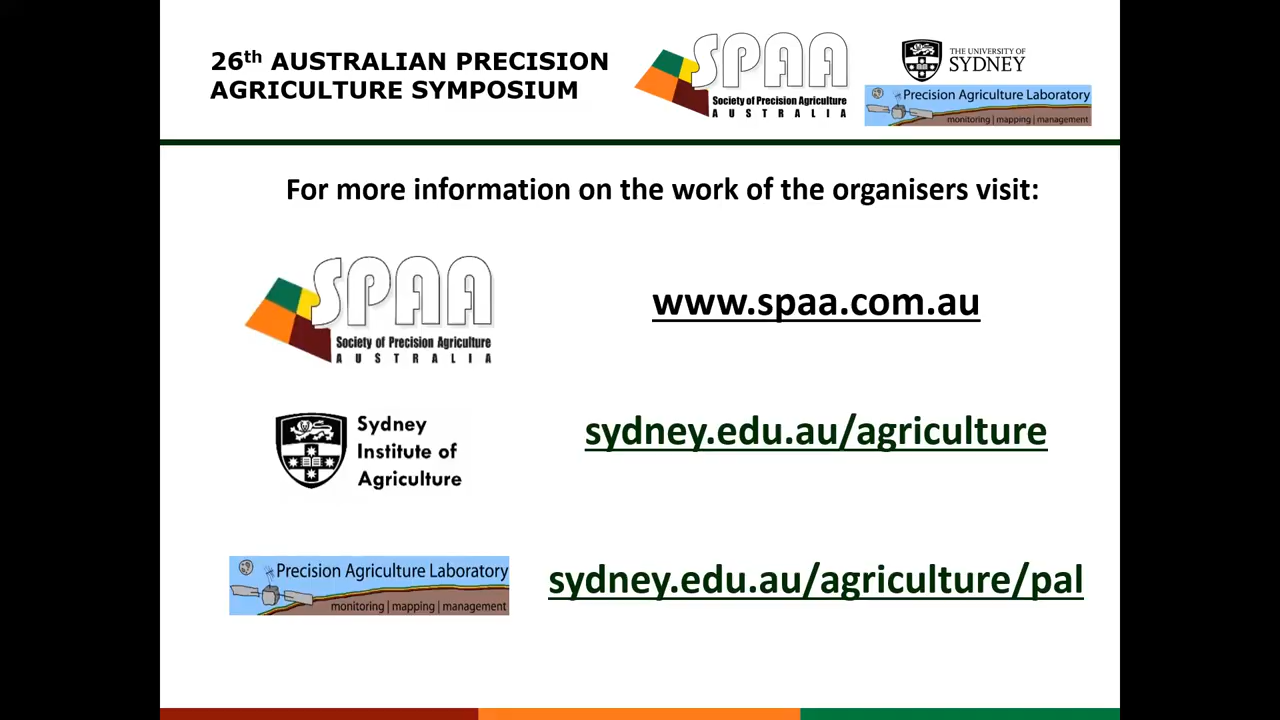 26th AUSTRALIAN PRECISION
AGRICULTURE SYMPOSIUM
SPAA
Society of Precision Agriculture
AUSTRALIA
THE UNIVERSITY OF
SYDNEY
Precision Agriculture Laboratory
monitoring | mapping | management
For more information on the work of the organisers visit:
SPAA
Society of Precision Agriculture
AUSTRALIA
www.spaa.com.au
Sydney
Institute of
Agriculture
sydney.edu.au/agriculture
Precision Agriculture Laboratory
monitoring | mapping | management
sydney.edu.au/agriculture/pal